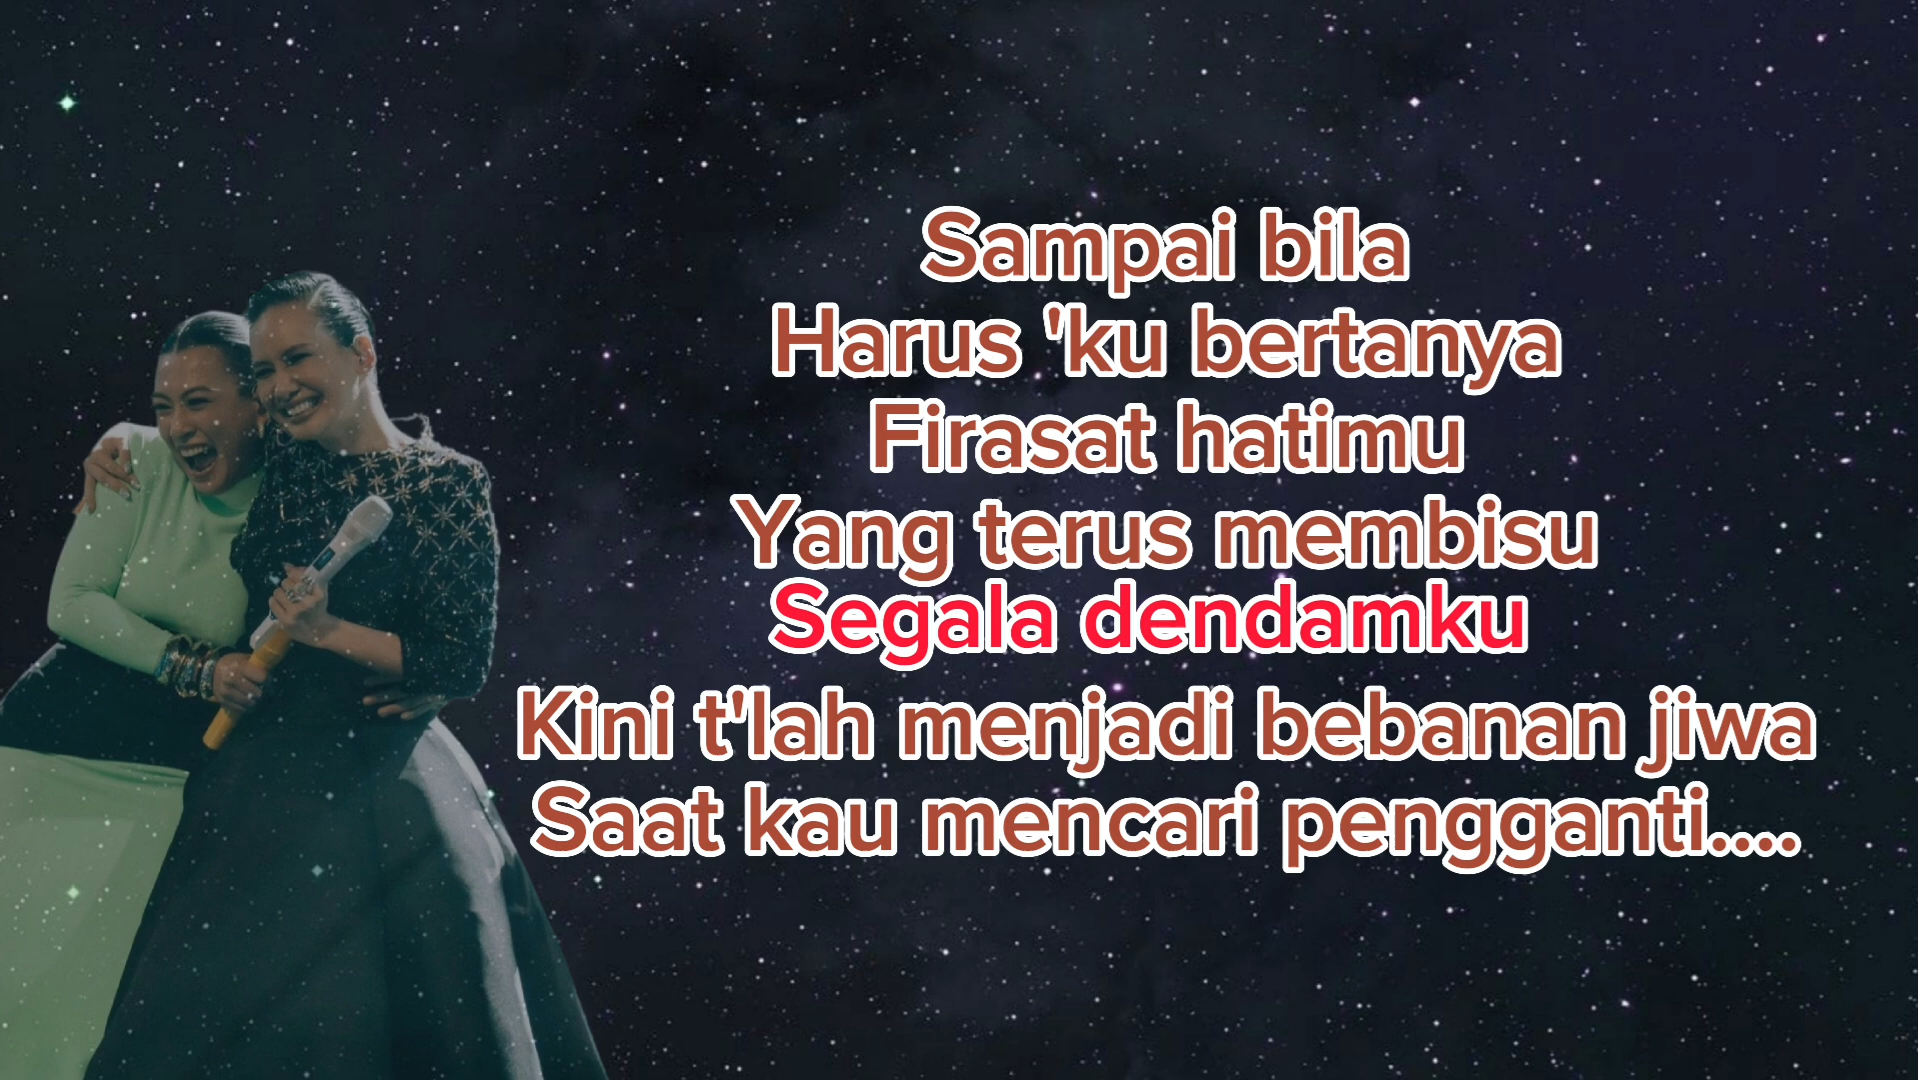 Sampai bila
Harus 'ku bertanya
Firasat hatimu
Yang terus membisu
Segala dendamku
Kini t'lah menjadi bebanan jiwa
Saat kau mencari pengganti....